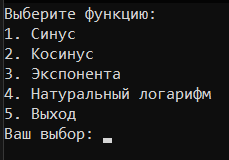 Выберите функцию:
1. Синус
2. Косинус
3. Экспонента
4. Натуральный логарифм
5. Выход
Ваш выбор: